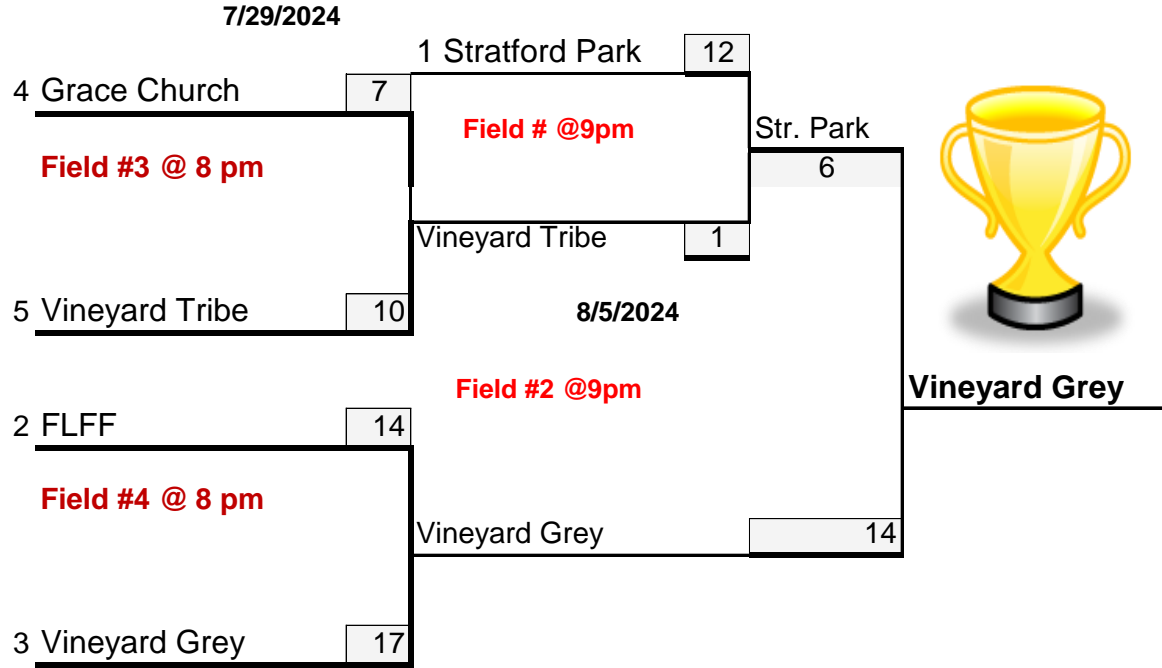 7/29/2024
1 Stratford Park 12
4 Grace Church 7
Field # @9pm
Str. Park
Field #3 @ 8 pm
6
Vineyard Tribe 1
5 Vineyard Tribe 10
8/5/2024
Field #2 @9pm
Vineyard Grey
2 FLFF 14
Field #4 @ 8 pm
Vineyard Grey 14
3 Vineyard Grey 17